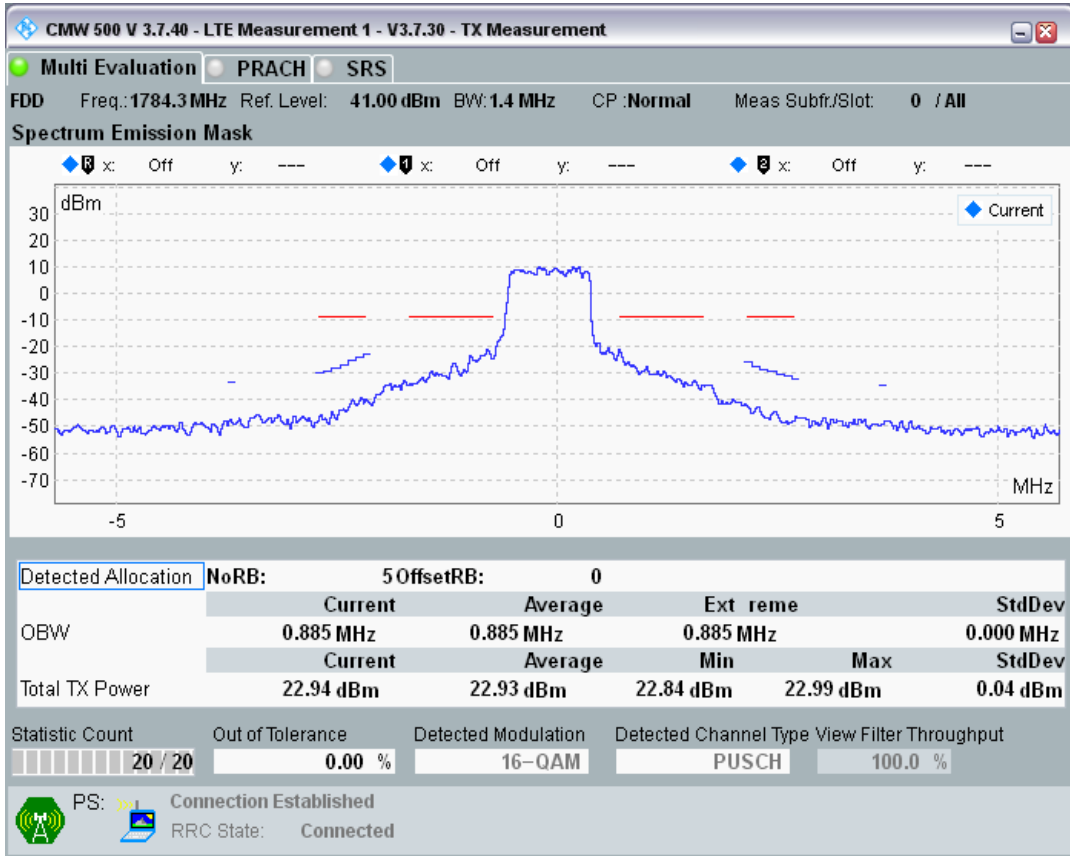 CMW 500 V 3.7.40 - LTE Measurement 1 - V3.7.30 - TX Measurement
Multi Evaluation PRACH SRS
FDD Freq.: 1784.3 MHz Ref. Level: 41.00 dBm BW: 1.4 MHz CP : Normal Meas Subfr./Slot: 0 / All
Spectrum Emission Mask
R x: Off y: --- 1 x: Off y: --- 2 x: Off y: ---
dBm
Current
30
20
10
0
-10
-20
-30
-40
-50
-60
-70
MHz
-5 0 5
Detected Allocation NoRB: 5 OffsetRB: 0
Current Average Ext reme StdDev
OBW 0.885 MHz 0.885 MHz 0.885 MHz 0.000 MHz
Current Average Min Max StdDev
Total TX Power 22.94 dBm 22.93 dBm 22.84 dBm 22.99 dBm 0.04 dBm
Statistic Count Out of Tolerance Detected Modulation Detected Channel Type View Filter Throughput
20 / 20 0.00 % 16-QAM PUSCH 100.0 %
PS: Connection Established
RRC State: Connected